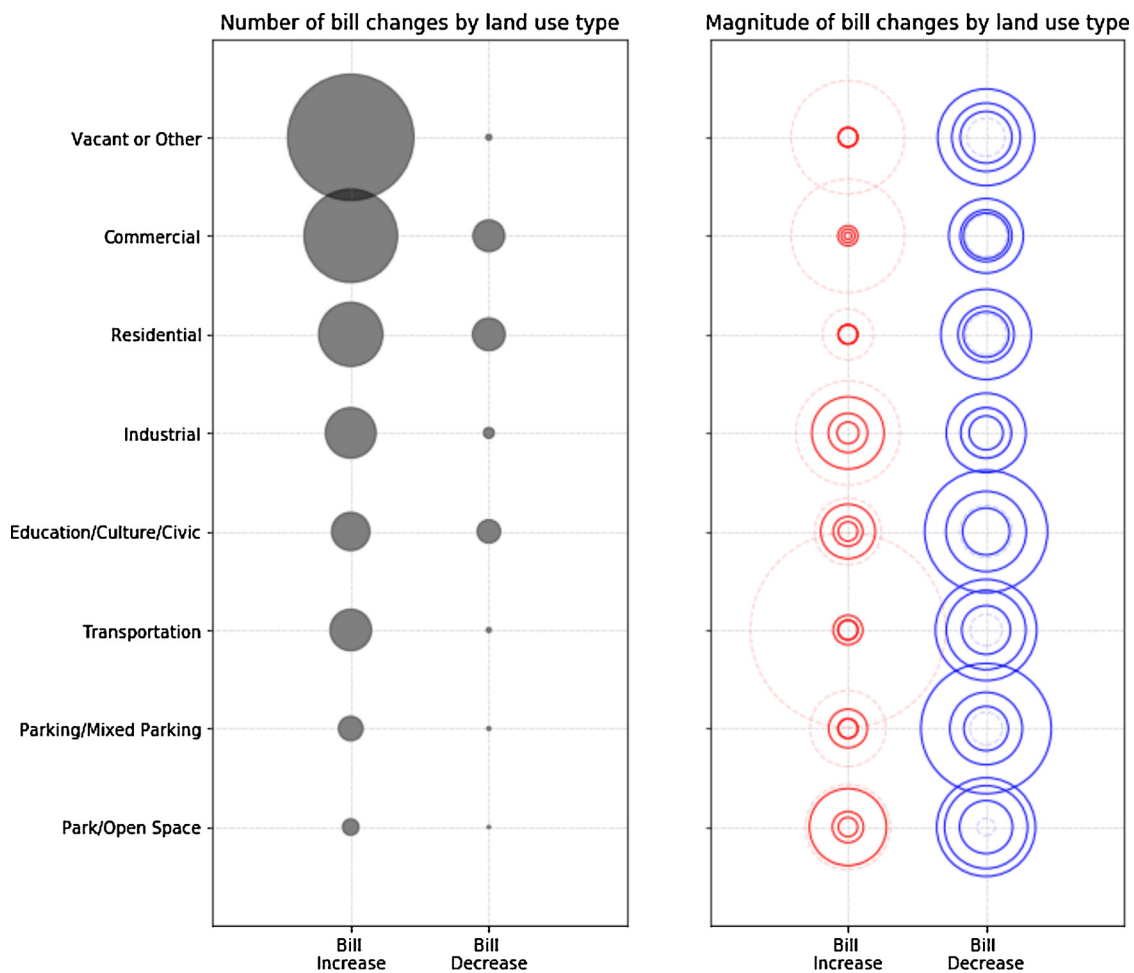 Number of bill changes by land use type
Magnitude of bill changes by land use type
Vacant or Other
Commercial
Residential
Industrial
Education/Culture/Civic
Transportation
Parking/Mixed Parking
Park/Open Space
Bill
Increase
Bill
Decrease
Bill
Increase
Bill
Decrease